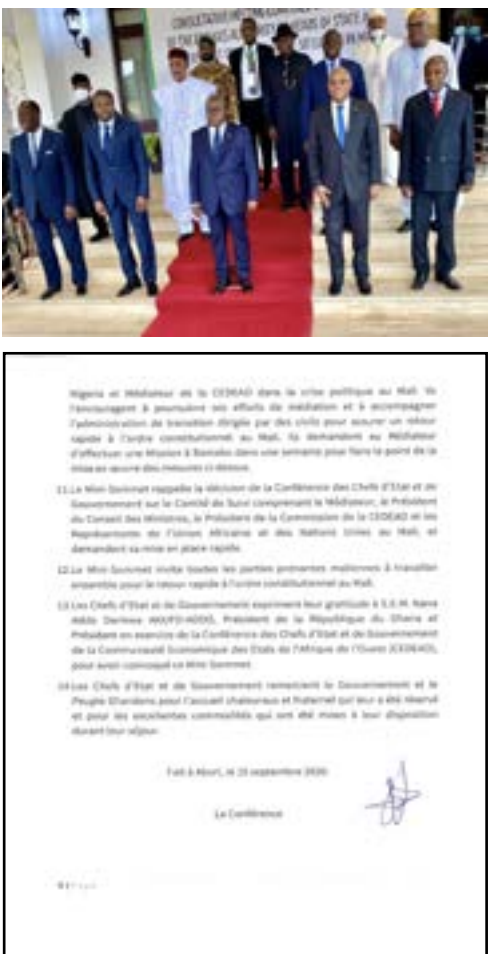 CONSULTATIVE MEETING
OF THE HEADS OF STATE
IN
Nigeria et Médiateur de la CEDEAO dans la crise politique au Mali. Ils
l'encouragent à poursuivre ses efforts de médiation et à accompagner
l'administration de transition dirigée par des civils pour assurer un retour
rapide à l'ordre constitutionnel au Mali. Ils demandent au Médiateur
d'effectuer une Mission à Bamako dans une semaine pour faire le point de la
mise en œuvre des mesures ci-dessus.
11.Le Mini-Sommet rappelle la décision de la Conférence des Chefs d'Etat et de
Gouvernement sur le Comité de Suivi comprenant le Médiateur, le Président
du Conseil des Ministres, le Président de la Commission de la CEDEAO et les
Représentants de l'Union Africaine et des Nations Unies au Mali, et
demandent sa mise en place rapide.
12.Le Mini-Sommet invite toutes les parties prenantes maliennes à travailler
ensemble pour le retour rapide à l'ordre constitutionnel au Mali.
13.Les Chefs d'Etat et de Gouvernement expriment leur gratitude à S.E.M. Nana
Addo Dankwa AKUFO-ADDO, Président de la République du Ghana et
Président en exercice de la Conférence des Chefs d'Etat et de Gouvernement
de la Communauté Economique des Etats de l'Afrique de l'Ouest (CEDEAO),
pour avoir convoqué ce Mini-Sommet.
14.Les Chefs d'Etat et de Gouvernement remercient le Gouvernement et le
Peuple Ghanéens pour l'accueil chaleureux et fraternel qui leur a été réservé
et pour les excellentes commodités qui ont été mises à leur disposition
durant leur séjour.
Fait à Aburi, le 15 septembre 2020
La Conférence